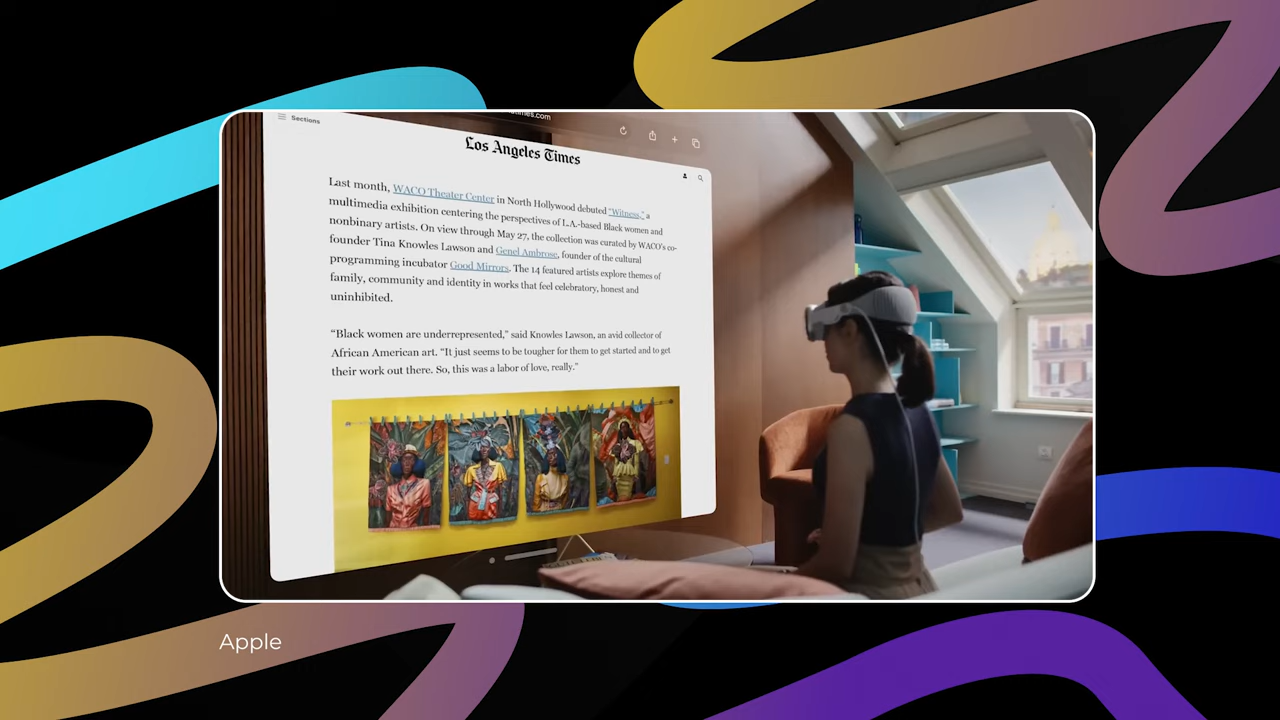 times.com
Sections
Los Angeles Times
Last month, WACO Theater Center in North Hollywood debuted “Witness,” a
multimedia exhibition centering the perspectives of L.A.-based Black women and
nonbinary artists. On view through May 27, the collection was curated by WACO’s co-
founder Tina Knowles Lawson and Genel Ambrose, founder of the cultural
programming incubator Good Mirrors. The 14 featured artists explore themes of
family, community and identity in works that feel celebratory, honest and
uninhibited.
“Black women are underrepresented,” said Knowles Lawson, an avid collector of
African American art. “It just seems to be tougher for them to get started and to get
their work out there. So, this was a labor of love, really.”
Apple